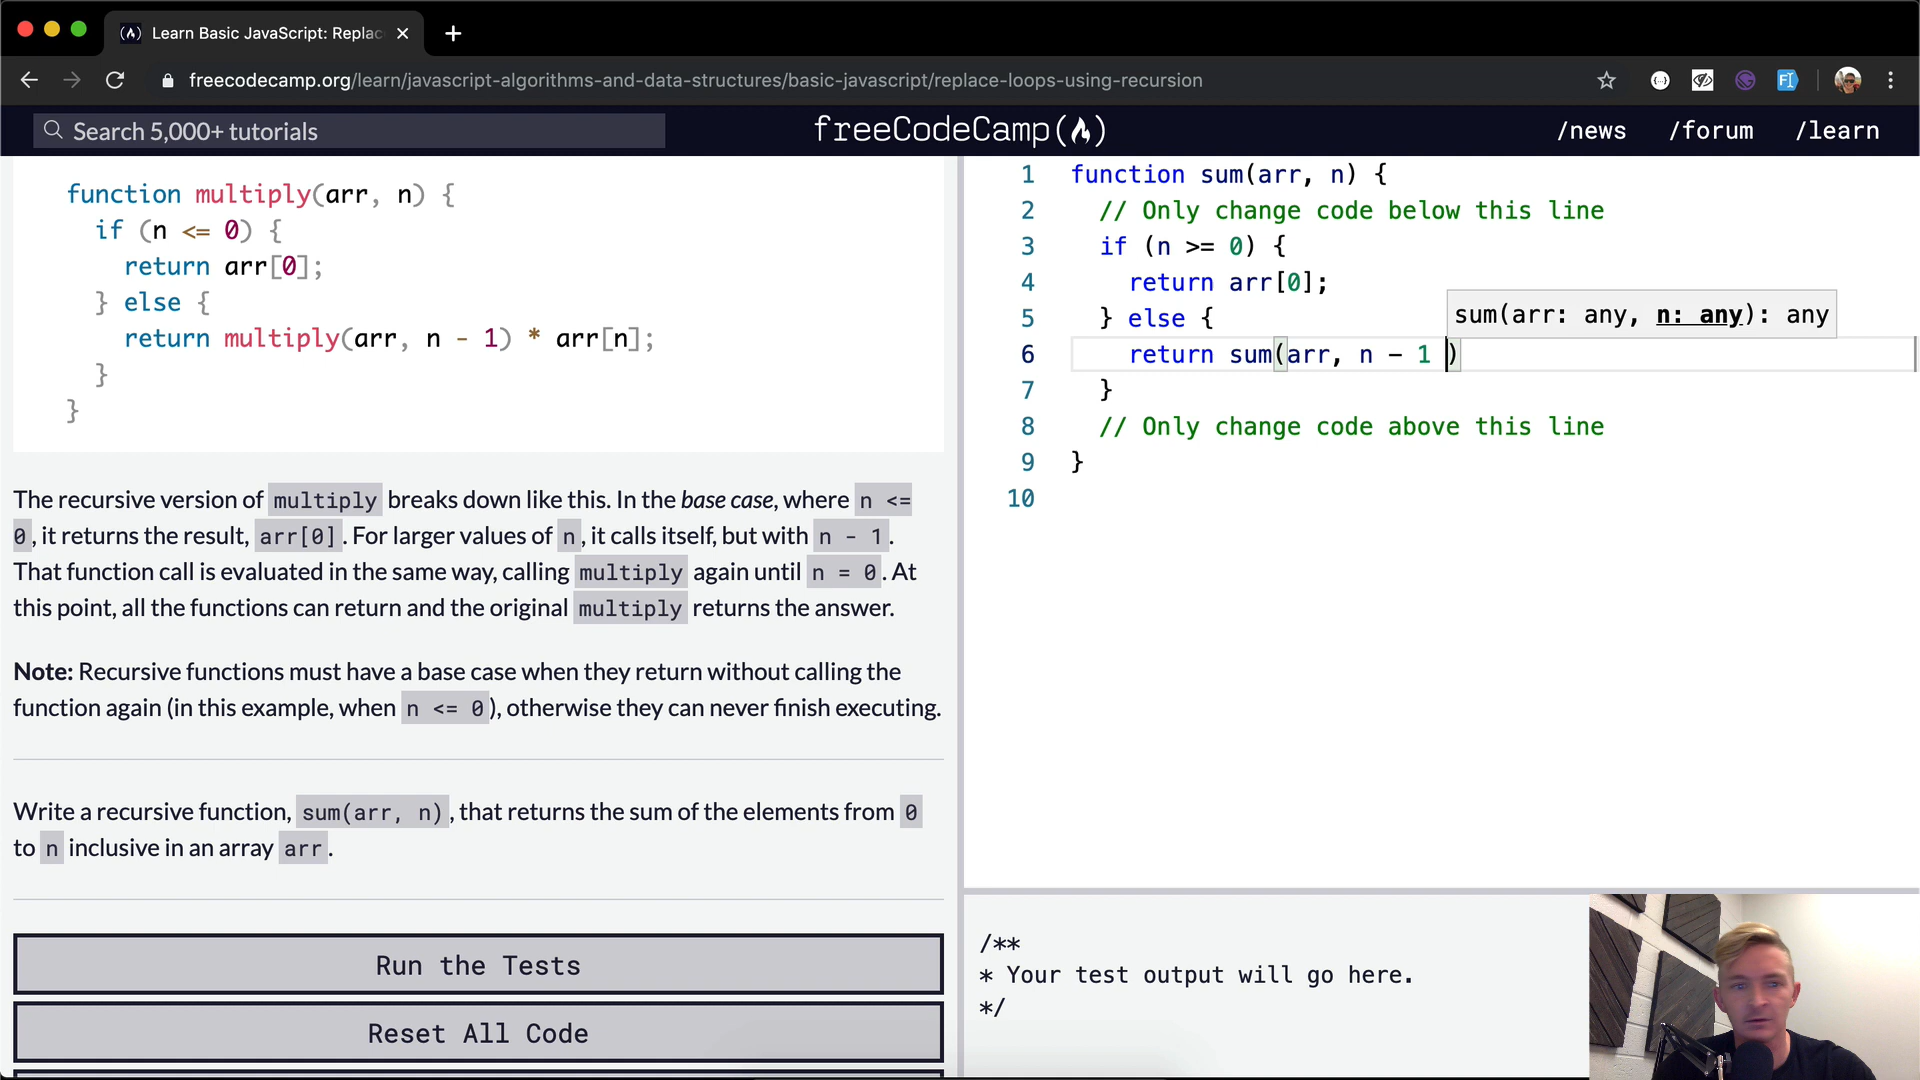 Learn Basic JavaScript: Replac
freecodecamp.org/learn/javascript-algorithms-and-data-structures/basic-javascript/replace-loops-using-recursion
Search 5,000+ tutorials
freeCodeCamp
/news /forum /learn
function multiply(arr, n) {
if (n <= 0) {
return arr[0];
} else {
return multiply(arr, n - 1) * arr[n];
}
}
The recursive version of multiply breaks down like this. In the base case, where n <=
0, it returns the result, arr[0]. For larger values of n, it calls itself, but with n - 1.
That function call is evaluated in the same way, calling multiply again until n = 0. At
this point, all the functions can return and the original multiply returns the answer.
Note: Recursive functions must have a base case when they return without calling the
function again (in this example, when n <= 0), otherwise they can never finish executing.
Write a recursive function, sum(arr, n), that returns the sum of the elements from 0
to n inclusive in an array arr.
Run the Tests
Reset All Code
1 function sum(arr, n) {
2 // Only change code below this line
3 if (n >= 0) {
4 return arr[0];
5 } else {
sum(arr: any, n: any): any
6 return sum(arr, n - 1 )
7 }
8 // Only change code above this line
9 }
10
/**
* Your test output will go here.
*/